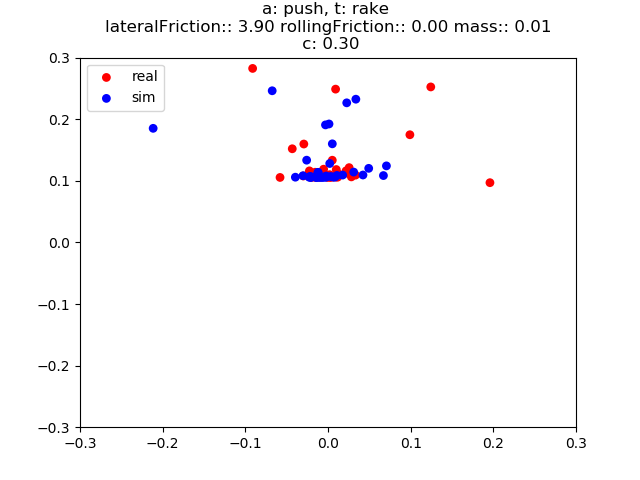 a: push, t: rake
lateralFriction:: 3.90 rollingFriction:: 0.00 mass:: 0.01
c: 0.30
real
sim
0.3
0.2
0.1
0.0
−0.1
−0.2
−0.3
−0.3 −0.2 −0.1 0.0 0.1 0.2 0.3